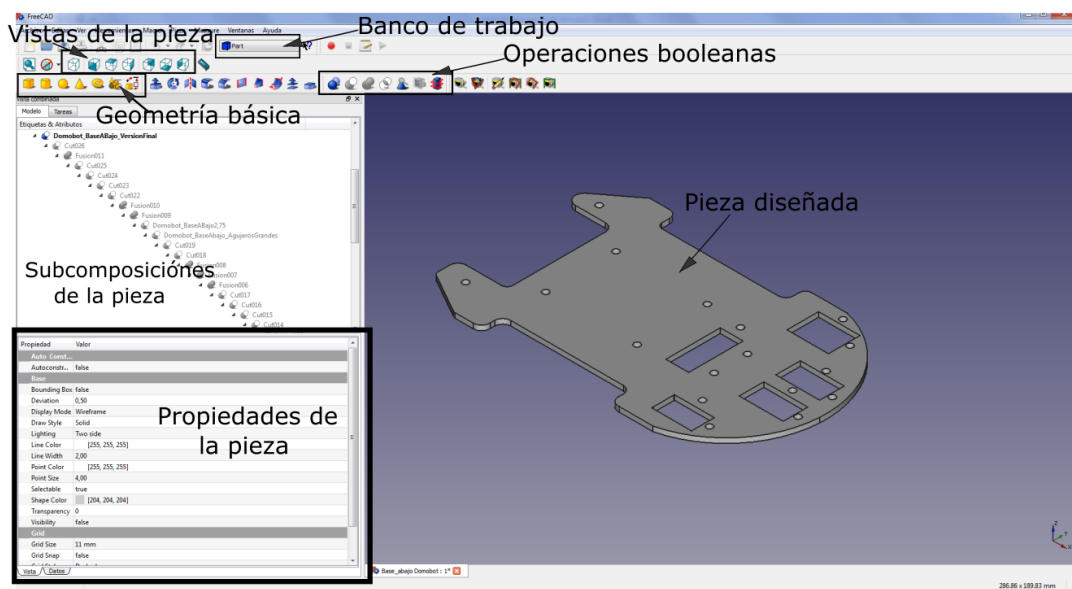 FreeCAD
Vistas de la pieza
Banco de trabajo
Ventanas Ayuda
Part
Operaciones booleanas
Geometría básica
Vista combinada
Modelo Tareas
Etiquetas & Atributos
Domobot_BaseABajo_VersionFinal
Cut026
Fusion011
Cut025
Cut024
Cut023
Cut022
Fusion010
Fusion009
Domobot_BaseABajo2,75
Domobot_BaseAbajo_AgujerosGrandes
Cut019
Cut018
Fusion008
Fusion007
Fusion006
Cut017
Cut016
Cut015
Cut014
Subcomposiciónes
de la pieza
Pieza diseñada
Propiedad Valor
Auto Const...
Autoconstr... false
Base
Bounding Box false
Deviation 0,50
Display Mode Wireframe
Draw Style Solid
Lighting Two side
Line Color [255, 255, 255]
Line Width 2,00
Point Color [255, 255, 255]
Point Size 4,00
Selectable true
Shape Color [204, 204, 204]
Transparency 0
Visibility false
Grid
Grid Size 11 mm
Grid Snap false
Propiedades de
la pieza
Vista Datos
Base_abajo Domobot : 1*
Z
Y
X
286.86 x 189.83 mm